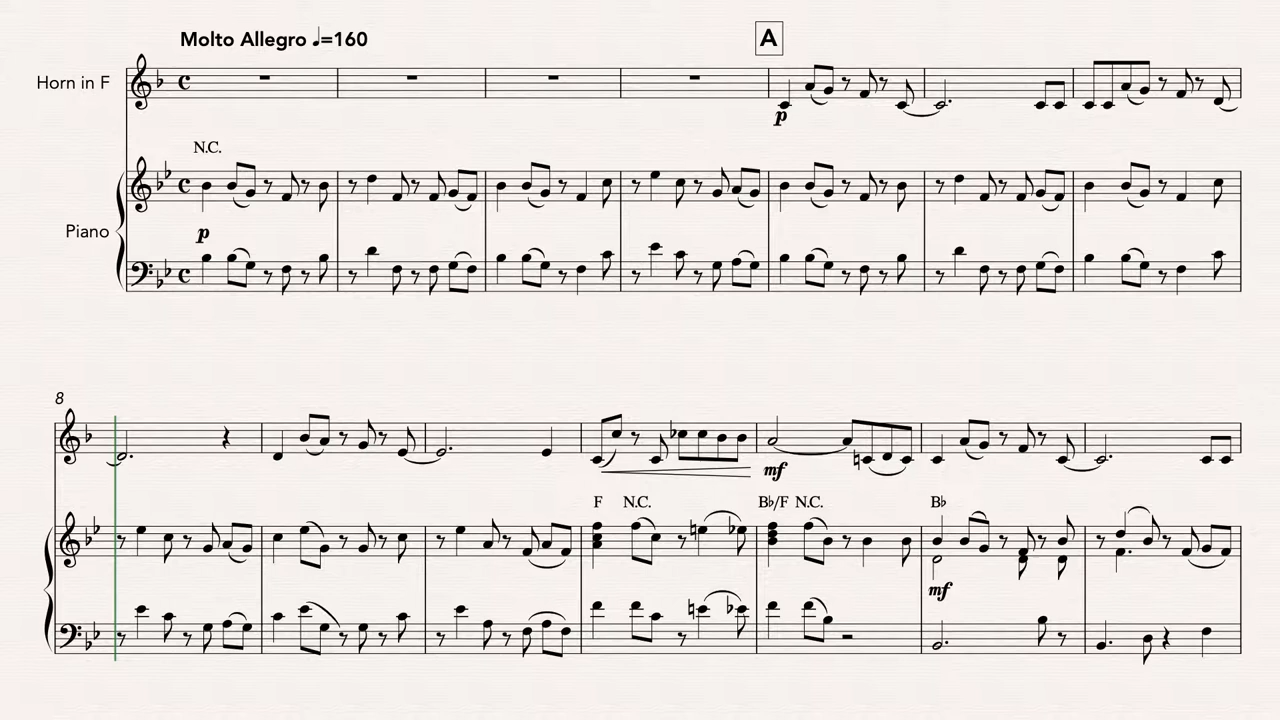 Molto Allegro ♩=160
A
Horn in F
p
N.C.
Piano
p
8
mf
F N.C. B♭/F N.C. B♭
mf